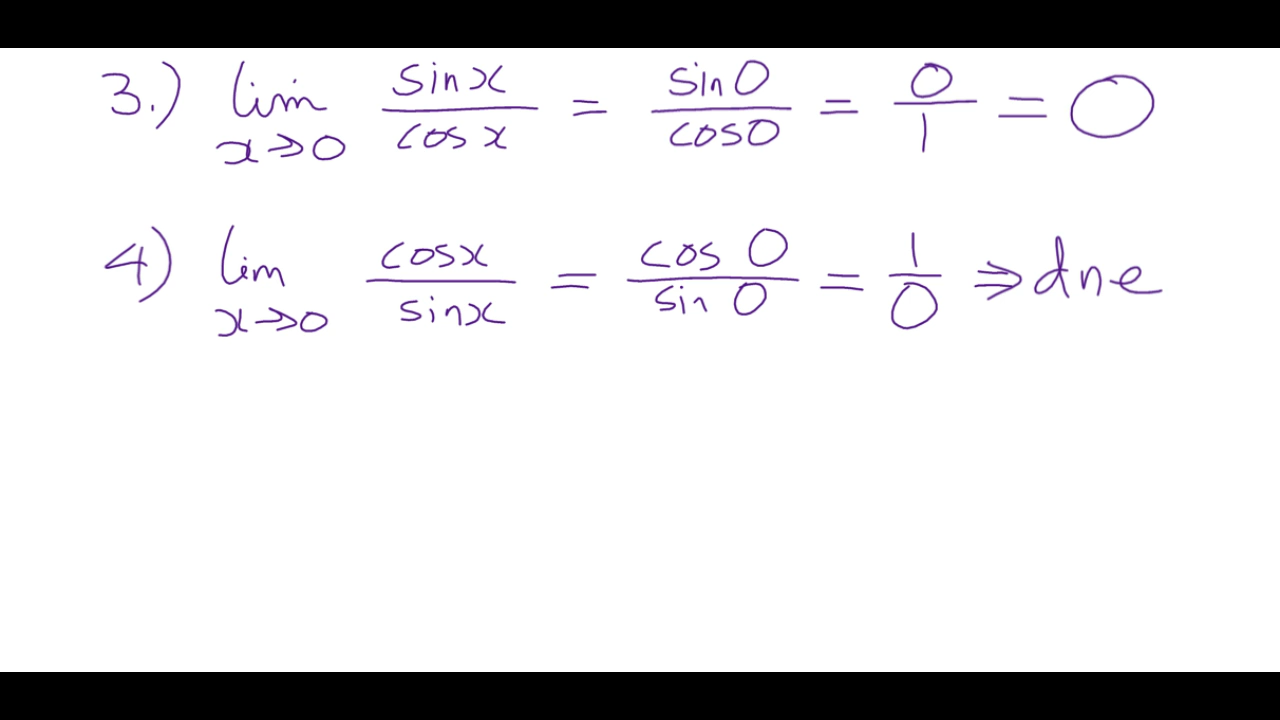 3.) lim x→0 sinx/cosx = sin0/cos0 = 0/1 = 0
4) lim x→0 cosx/sinx = cos 0/sin 0 = 1/0 ⇒ dne